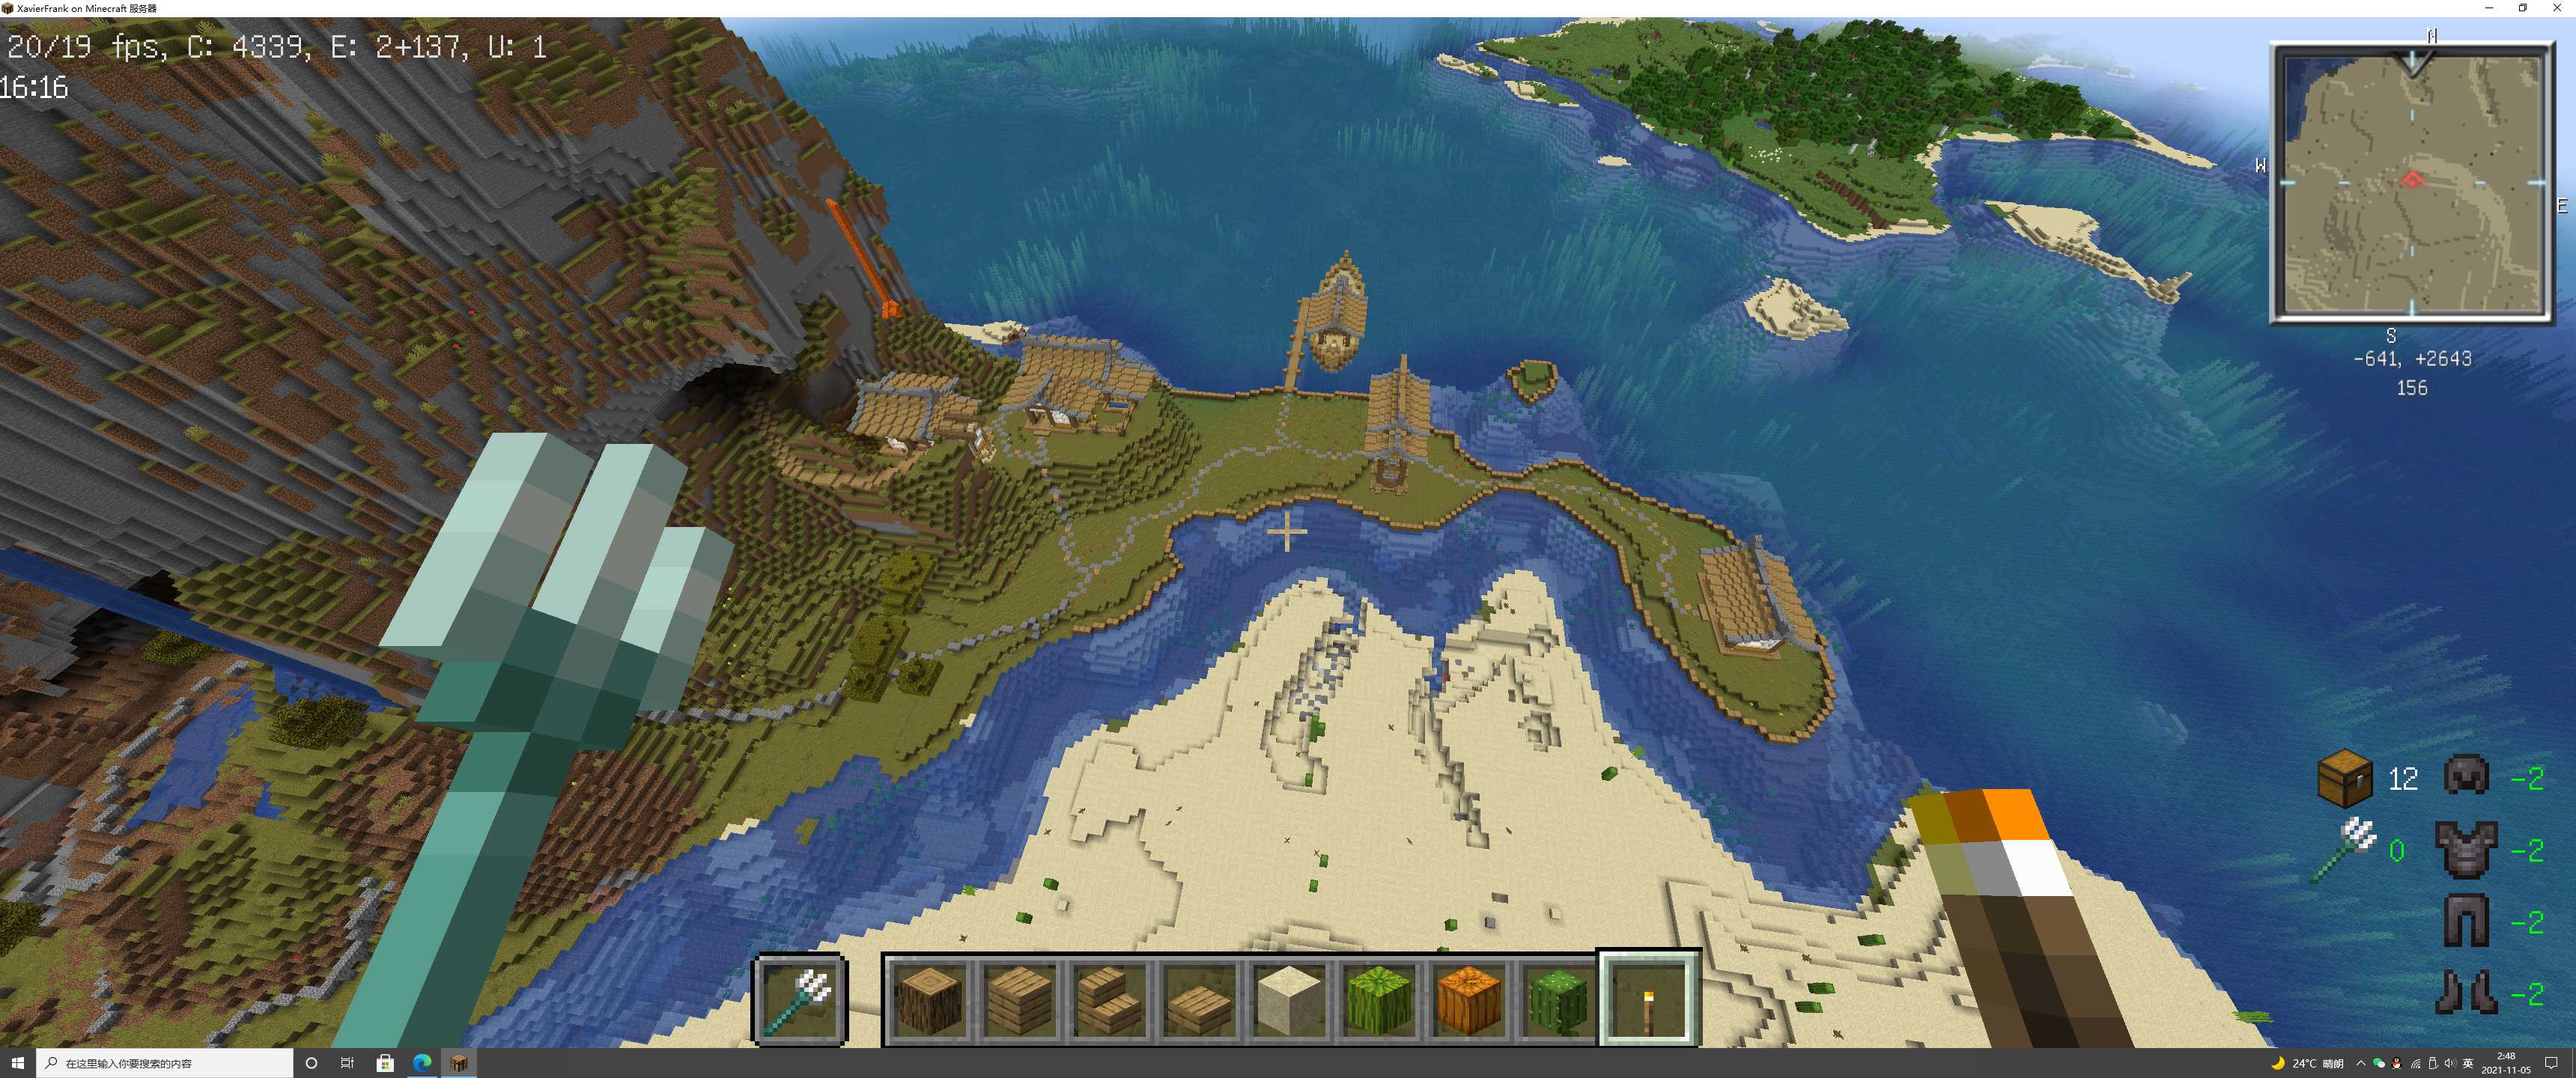 XavierFrank on Minecraft 服务器
20/19 fps, C: 4339, E: 2+137, U: 1
16:16
N
W
E
S
-641, +2643
156
12
-2
0
-2
-2
-2
在这里输入你要搜索的内容
24°C 晴朗
英
2:48
2021-11-05